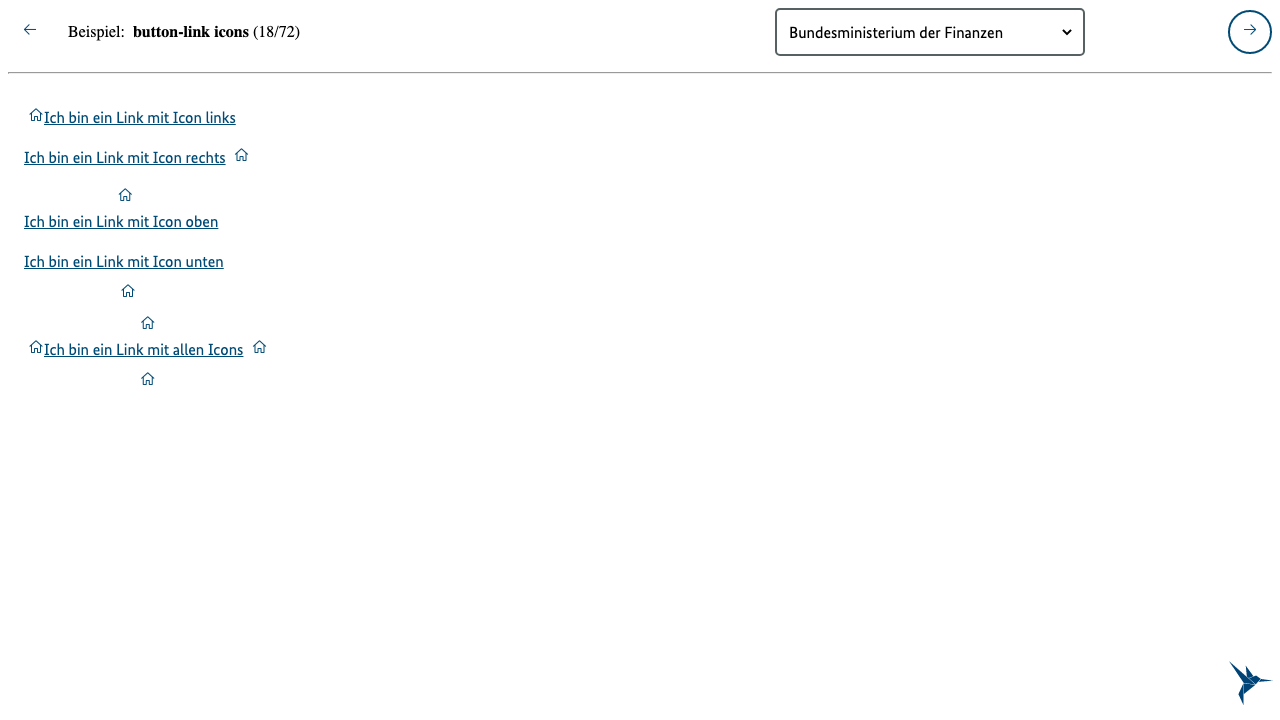 Beispiel: button-link icons (18/72) Bundesministerium der Finanzen
Ich bin ein Link mit Icon links
Ich bin ein Link mit Icon rechts
Ich bin ein Link mit Icon oben
Ich bin ein Link mit Icon unten
Ich bin ein Link mit allen Icons